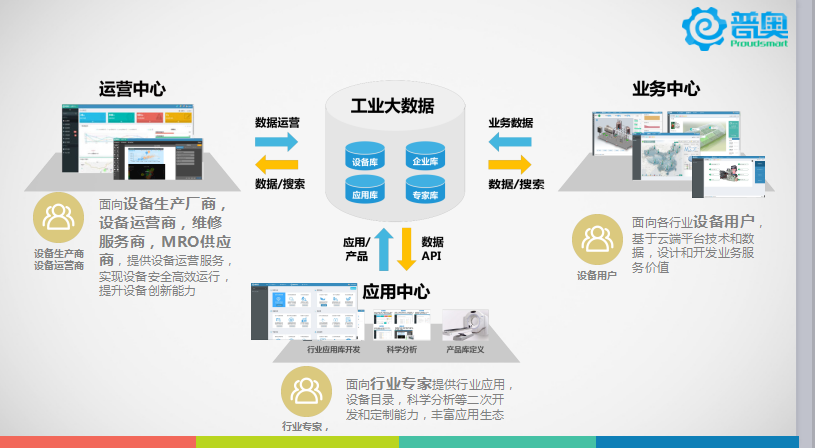 普奥
Proudsmart
运营中心
工业大数据
业务中心
数据运营
数据/搜索
设备库
企业库
应用库
专家库
业务数据
数据/搜索
设备生产商
设备运营商
面向设备生产厂商，
设备运营商，维修
服务商，MRO供应
商，提供设备运营服务，
实现设备安全高效运行，
提升设备创新能力
应用/
产品
数据
API
设备用户
面向各行业设备用户，
基于云端平台技术和数
据，设计和开发业务服
务价值
应用中心
行业应用库开发
科学分析
产品库定义
行业专家，
面向行业专家提供行业应用，
设备目录，科学分析等二次开
发和定制能力，丰富应用生态